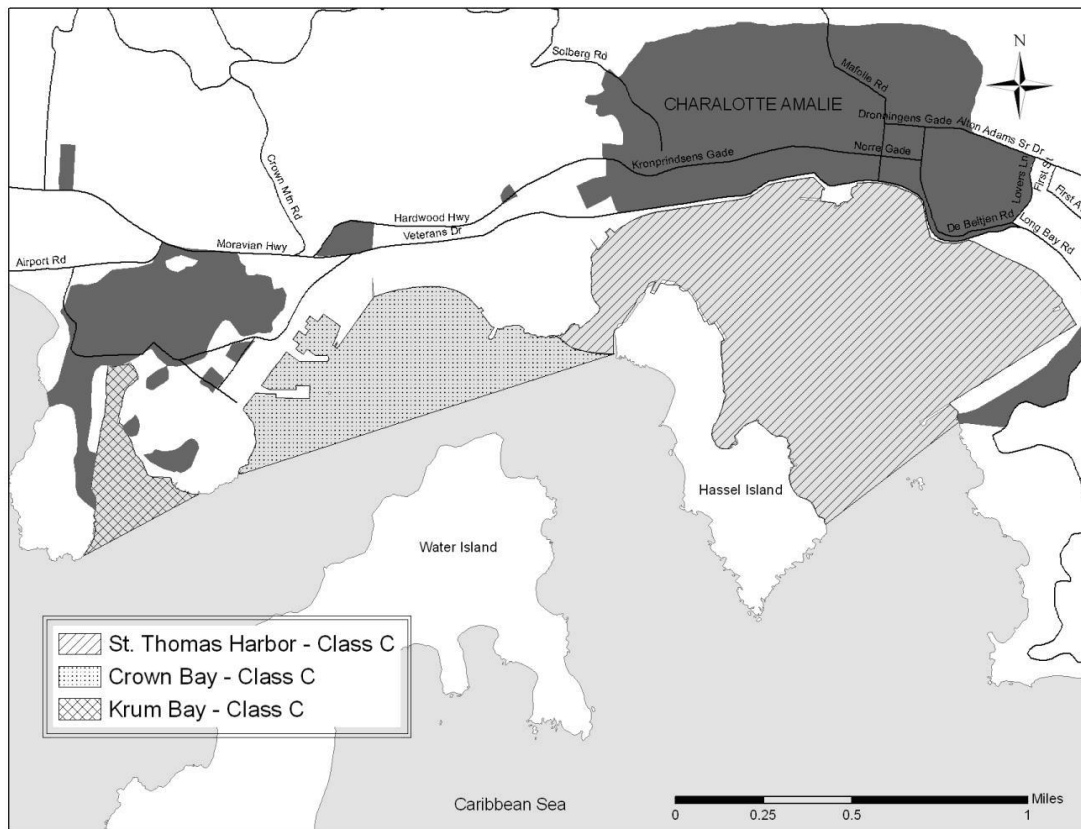 N
Solberg Rd
Mafolie Rd
CHARALOTTE AMALIE
Dronningens Gade
Alton Adams Sr Dr
Norre Gade
Kronprindsens Gade
Lovers Ln
First St
First A
Crown Mtn Rd
Hardwood Hwy
Veterans Dr
De Beltjen Rd
Long Bay Rd
Moravian Hwy
Airport Rd
Hassel Island
Water Island
St. Thomas Harbor - Class C
Crown Bay - Class C
Krum Bay - Class C
Caribbean Sea
Miles
0 0.25 0.5 1